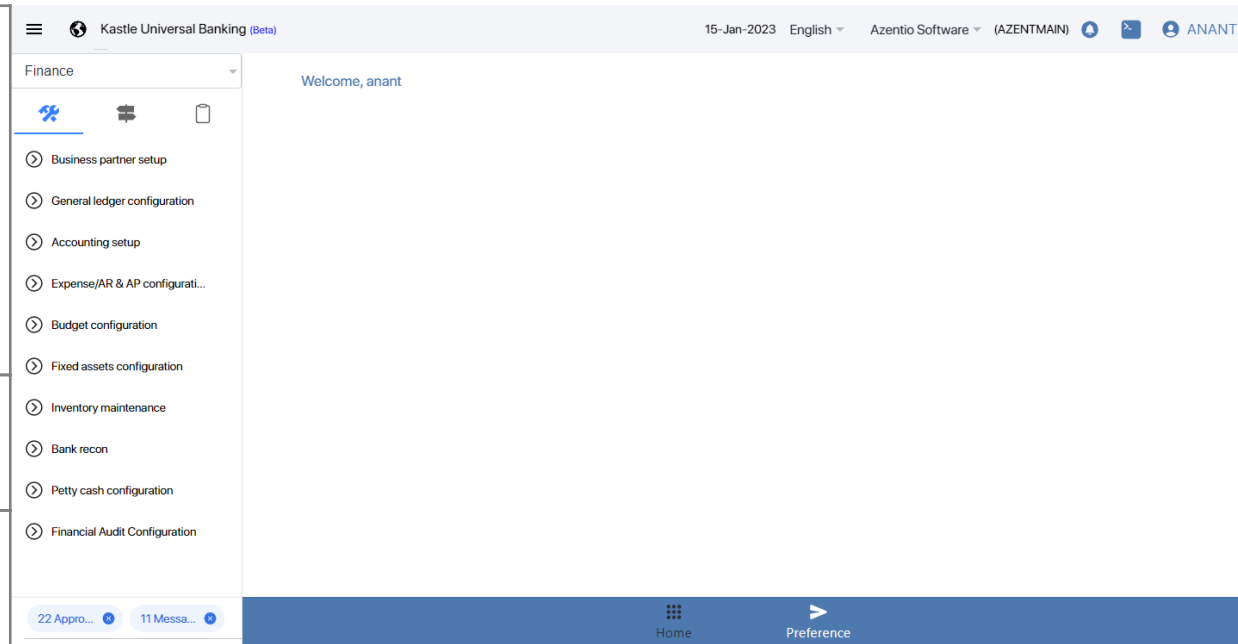 Kastle Universal Banking (Beta) 15-Jan-2023 English Azentio Software (AZENTMAIN) ANANT
Finance
Welcome, anant
Business partner setup
General ledger configuration
Accounting setup
Expense/AR & AP configurati...
Budget configuration
Fixed assets configuration
Inventory maintenance
Bank recon
Petty cash configuration
Financial Audit Configuration
22 Appro... 11 Messa...
Home Preference